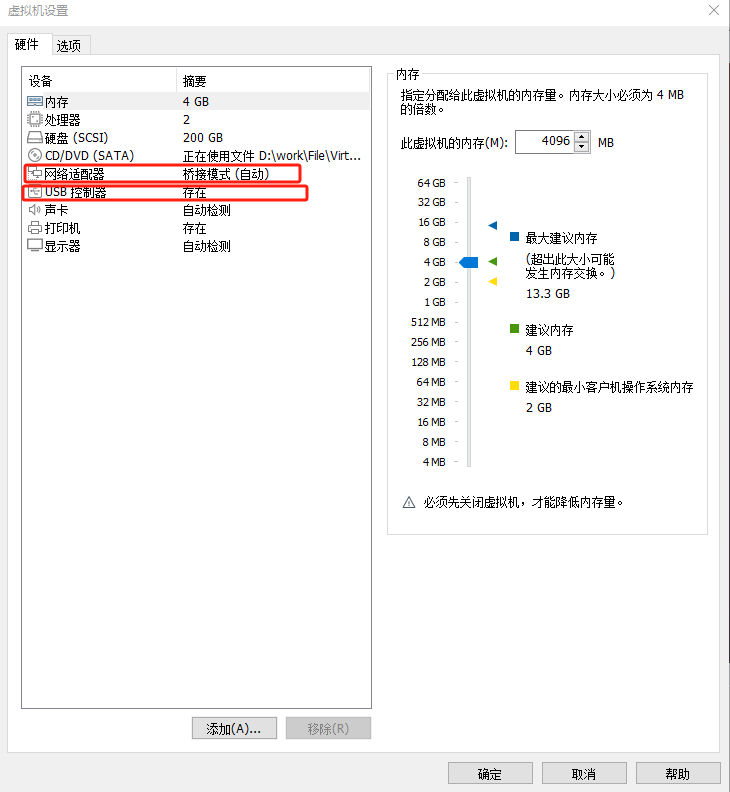 虚拟机设置
硬件 选项
设备 摘要
内存 4 GB
处理器 2
硬盘 (SCSI) 200 GB
CD/DVD (SATA) 正在使用文件 D:\work\File\Virt...
网络适配器 桥接模式 (自动)
USB 控制器 存在
声卡 自动检测
打印机 存在
显示器 自动检测
添加(A)... 移除(R)
内存
指定分配给此虚拟机的内存量。内存大小必须为 4 MB
的倍数。
此虚拟机的内存(M): 4096 MB
64 GB
32 GB
16 GB
8 GB
4 GB
2 GB
1 GB
512 MB
256 MB
128 MB
64 MB
32 MB
16 MB
8 MB
4 MB
最大建议内存
(超出此大小可能
发生内存交换。)
13.3 GB
建议内存
4 GB
建议的最小客户机操作系统内存
2 GB
必须先关闭虚拟机，才能降低内存量。
确定 取消 帮助